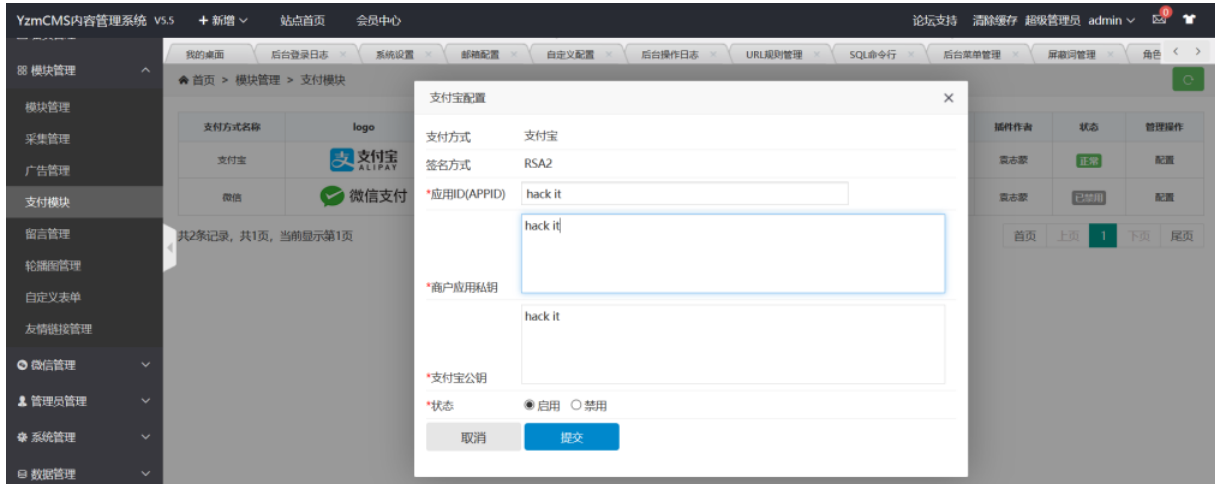 YzmCMS内容管理系统 V5.5 + 新增 站点首页 会员中心 论坛支持 清除缓存 超级管理员 admin 0
我的桌面 后台登录日志 系统设置 邮箱配置 自定义配置 后台操作日志 URL规则管理 SQL命令行 后台菜单管理 屏蔽词管理 角色
模块管理
首页 > 模块管理 > 支付模块
模块管理
采集管理
广告管理
支付模块
留言管理
轮播图管理
自定义表单
友情链接管理
微信管理
管理员管理
系统管理
数据管理
支付方式名称 logo 插件作者 状态 管理操作
支付宝 支 支付宝 ALIPAY 袁志蒙 正常 配置
微信 微信支付 袁志蒙 已禁用 配置
共2条记录，共1页，当前显示第1页
首页 上页 1 下页 尾页
支付宝配置 ×
支付方式 支付宝
签名方式 RSA2
*应用ID(APPID) hack it
*商户应用私钥 hack it
*支付宝公钥 hack it
*状态 启用 禁用
取消 提交